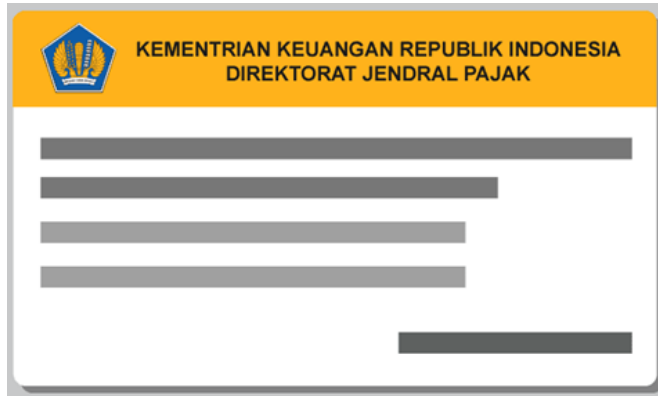 KEMENTRIAN KEUANGAN REPUBLIK INDONESIA
DIREKTORAT JENDRAL PAJAK